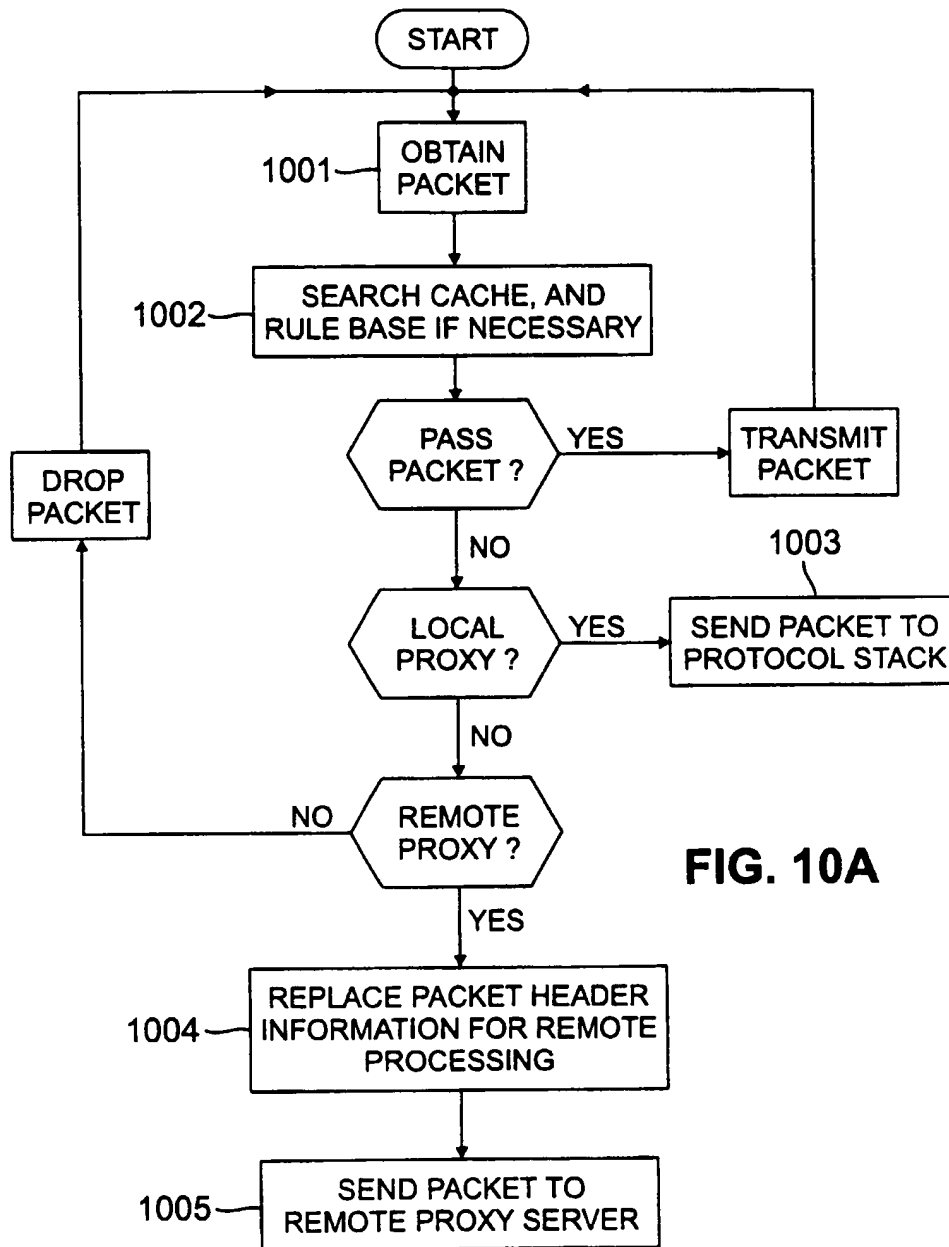 START
1001
OBTAIN
PACKET
1002
SEARCH CACHE, AND
RULE BASE IF NECESSARY
PASS
PACKET ?
YES
TRANSMIT
PACKET
DROP
PACKET
NO
1003
LOCAL
PROXY ?
YES
SEND PACKET TO
PROTOCOL STACK
NO
REMOTE
PROXY ?
NO
FIG. 10A
YES
1004
REPLACE PACKET HEADER
INFORMATION FOR REMOTE
PROCESSING
1005
SEND PACKET TO
REMOTE PROXY SERVER